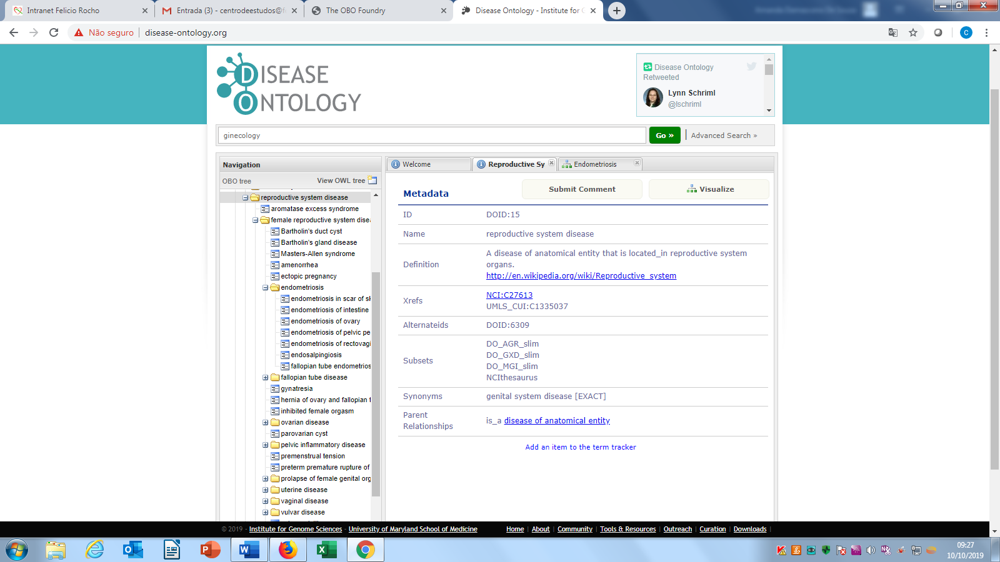 Intranet Felicio Rocho
Entrada (3) - centrodeestudos@f
The OBO Foundry
Disease Ontology - Institute for G
Não seguro
disease-ontology.org
C
DISEASE
ONTOLOGY
Disease Ontology
Retweeted
Lynn Schriml
@lschriml
ginecology
Go »
Advanced Search »
Navigation
OBO tree
View OWL tree
reproductive system disease
aromatase excess syndrome
female reproductive system disea
Bartholin's duct cyst
Bartholin's gland disease
Masters-Allen syndrome
amenorrhea
ectopic pregnancy
endometriosis
endometriosis in scar of sk
endometriosis of intestine
endometriosis of ovary
endometriosis of pelvic pe
endometriosis of rectovagi
endosalpingiosis
fallopian tube endometrios
fallopian tube disease
gynatresia
hernia of ovary and fallopian t
inhibited female orgasm
ovarian disease
parovarian cyst
pelvic inflammatory disease
premenstrual tension
preterm premature rupture of
prolapse of female genital org
uterine disease
vaginal disease
vulvar disease
Welcome
Reproductive Sy
Endometriosis
Metadata
Submit Comment
Visualize
ID DOID:15
Name reproductive system disease
Definition A disease of anatomical entity that is located_in reproductive system
organs.
http://en.wikipedia.org/wiki/Reproductive_system
Xrefs NCI:C27613
UMLS_CUI:C1335037
Alternateids DOID:6309
Subsets DO_AGR_slim
DO_GXD_slim
DO_MGI_slim
NCIthesaurus
Synonyms genital system disease [EXACT]
Parent
Relationships is_a disease of anatomical entity
Add an item to the term tracker
© 2019 - Institute for Genome Sciences - University of Maryland School of Medicine
Home | About | Community | Tools & Resources | Outreach | Curation | Downloads |
09:27
10/10/2019